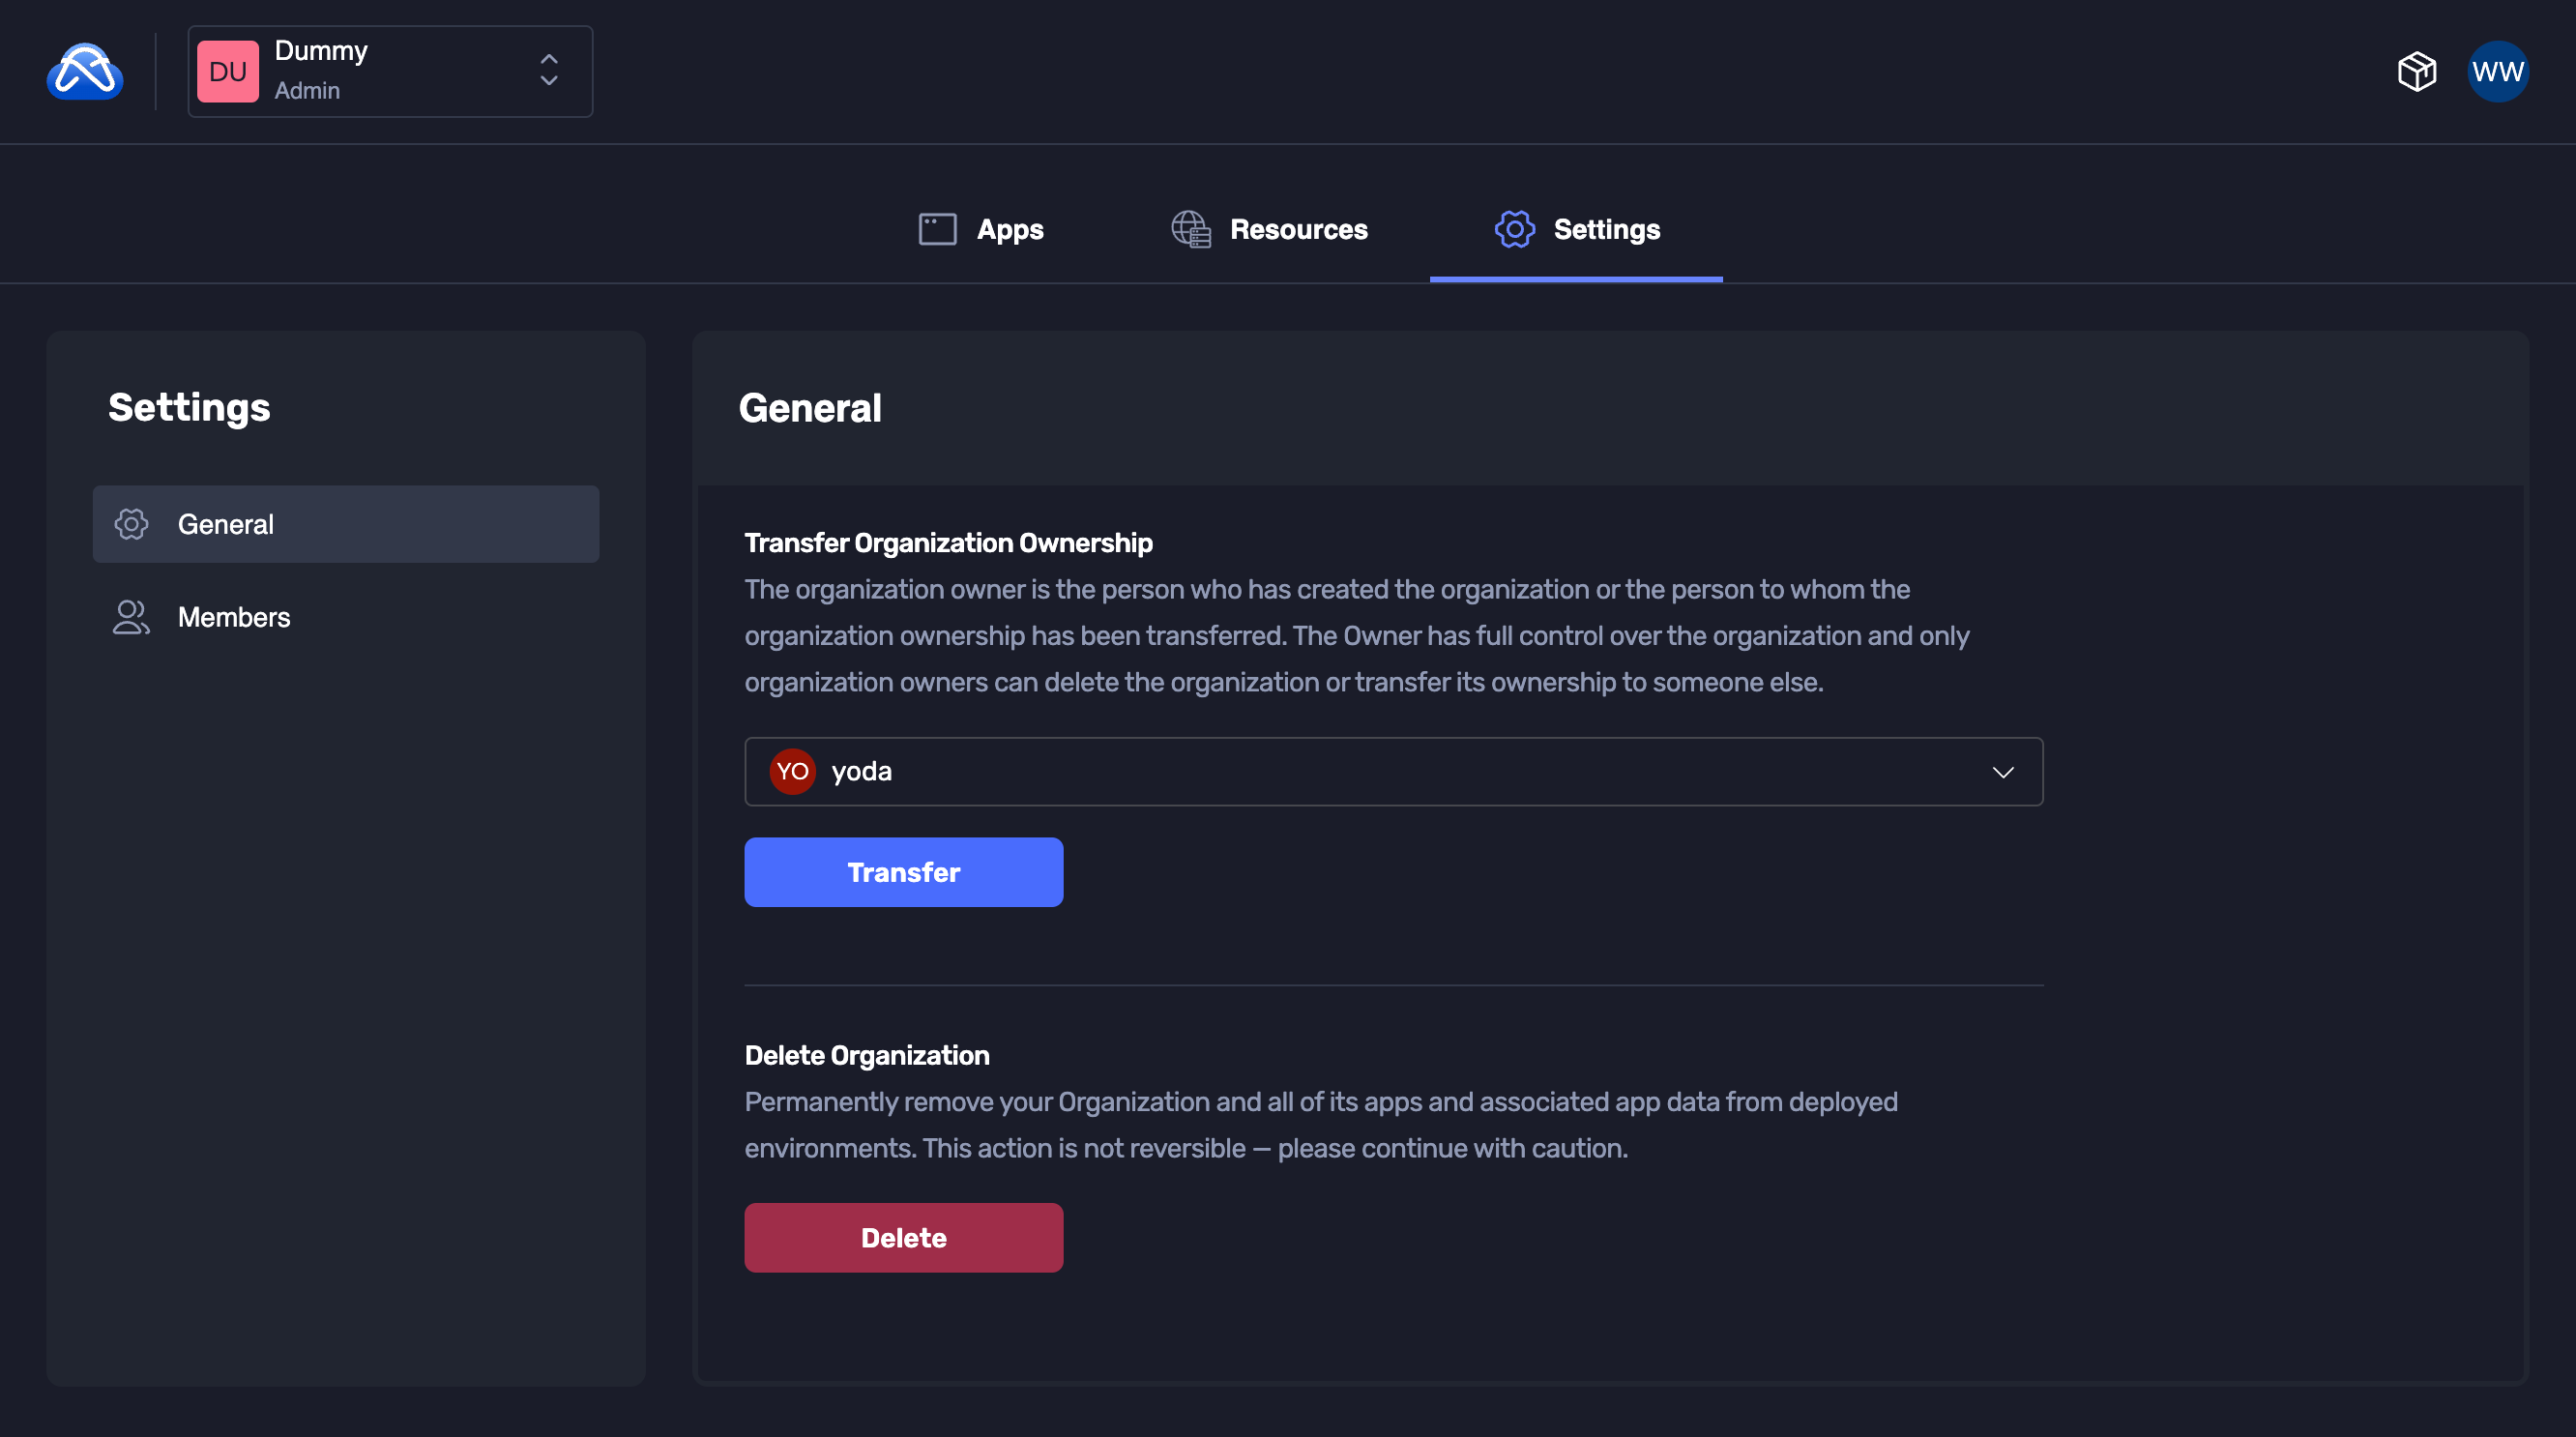 DU
Dummy
Admin
WW
Apps
Resources
Settings
Settings
General
Members
General
Transfer Organization Ownership
The organization owner is the person who has created the organization or the person to whom the
organization ownership has been transferred. The Owner has full control over the organization and only
organization owners can delete the organization or transfer its ownership to someone else.
YO yoda
Transfer
Delete Organization
Permanently remove your Organization and all of its apps and associated app data from deployed
environments. This action is not reversible — please continue with caution.
Delete